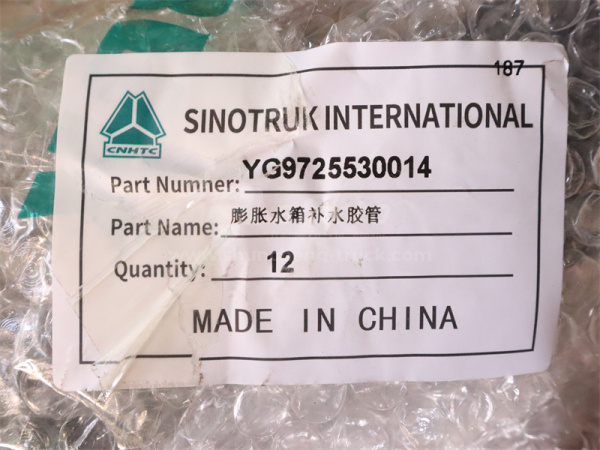 187
SINOTRUK INTERNATIONAL
CNHTC
Part Numner: YG9725530014
Part Name: 膨胀水箱补水胶管
Quantity: 12
MADE IN CHINA